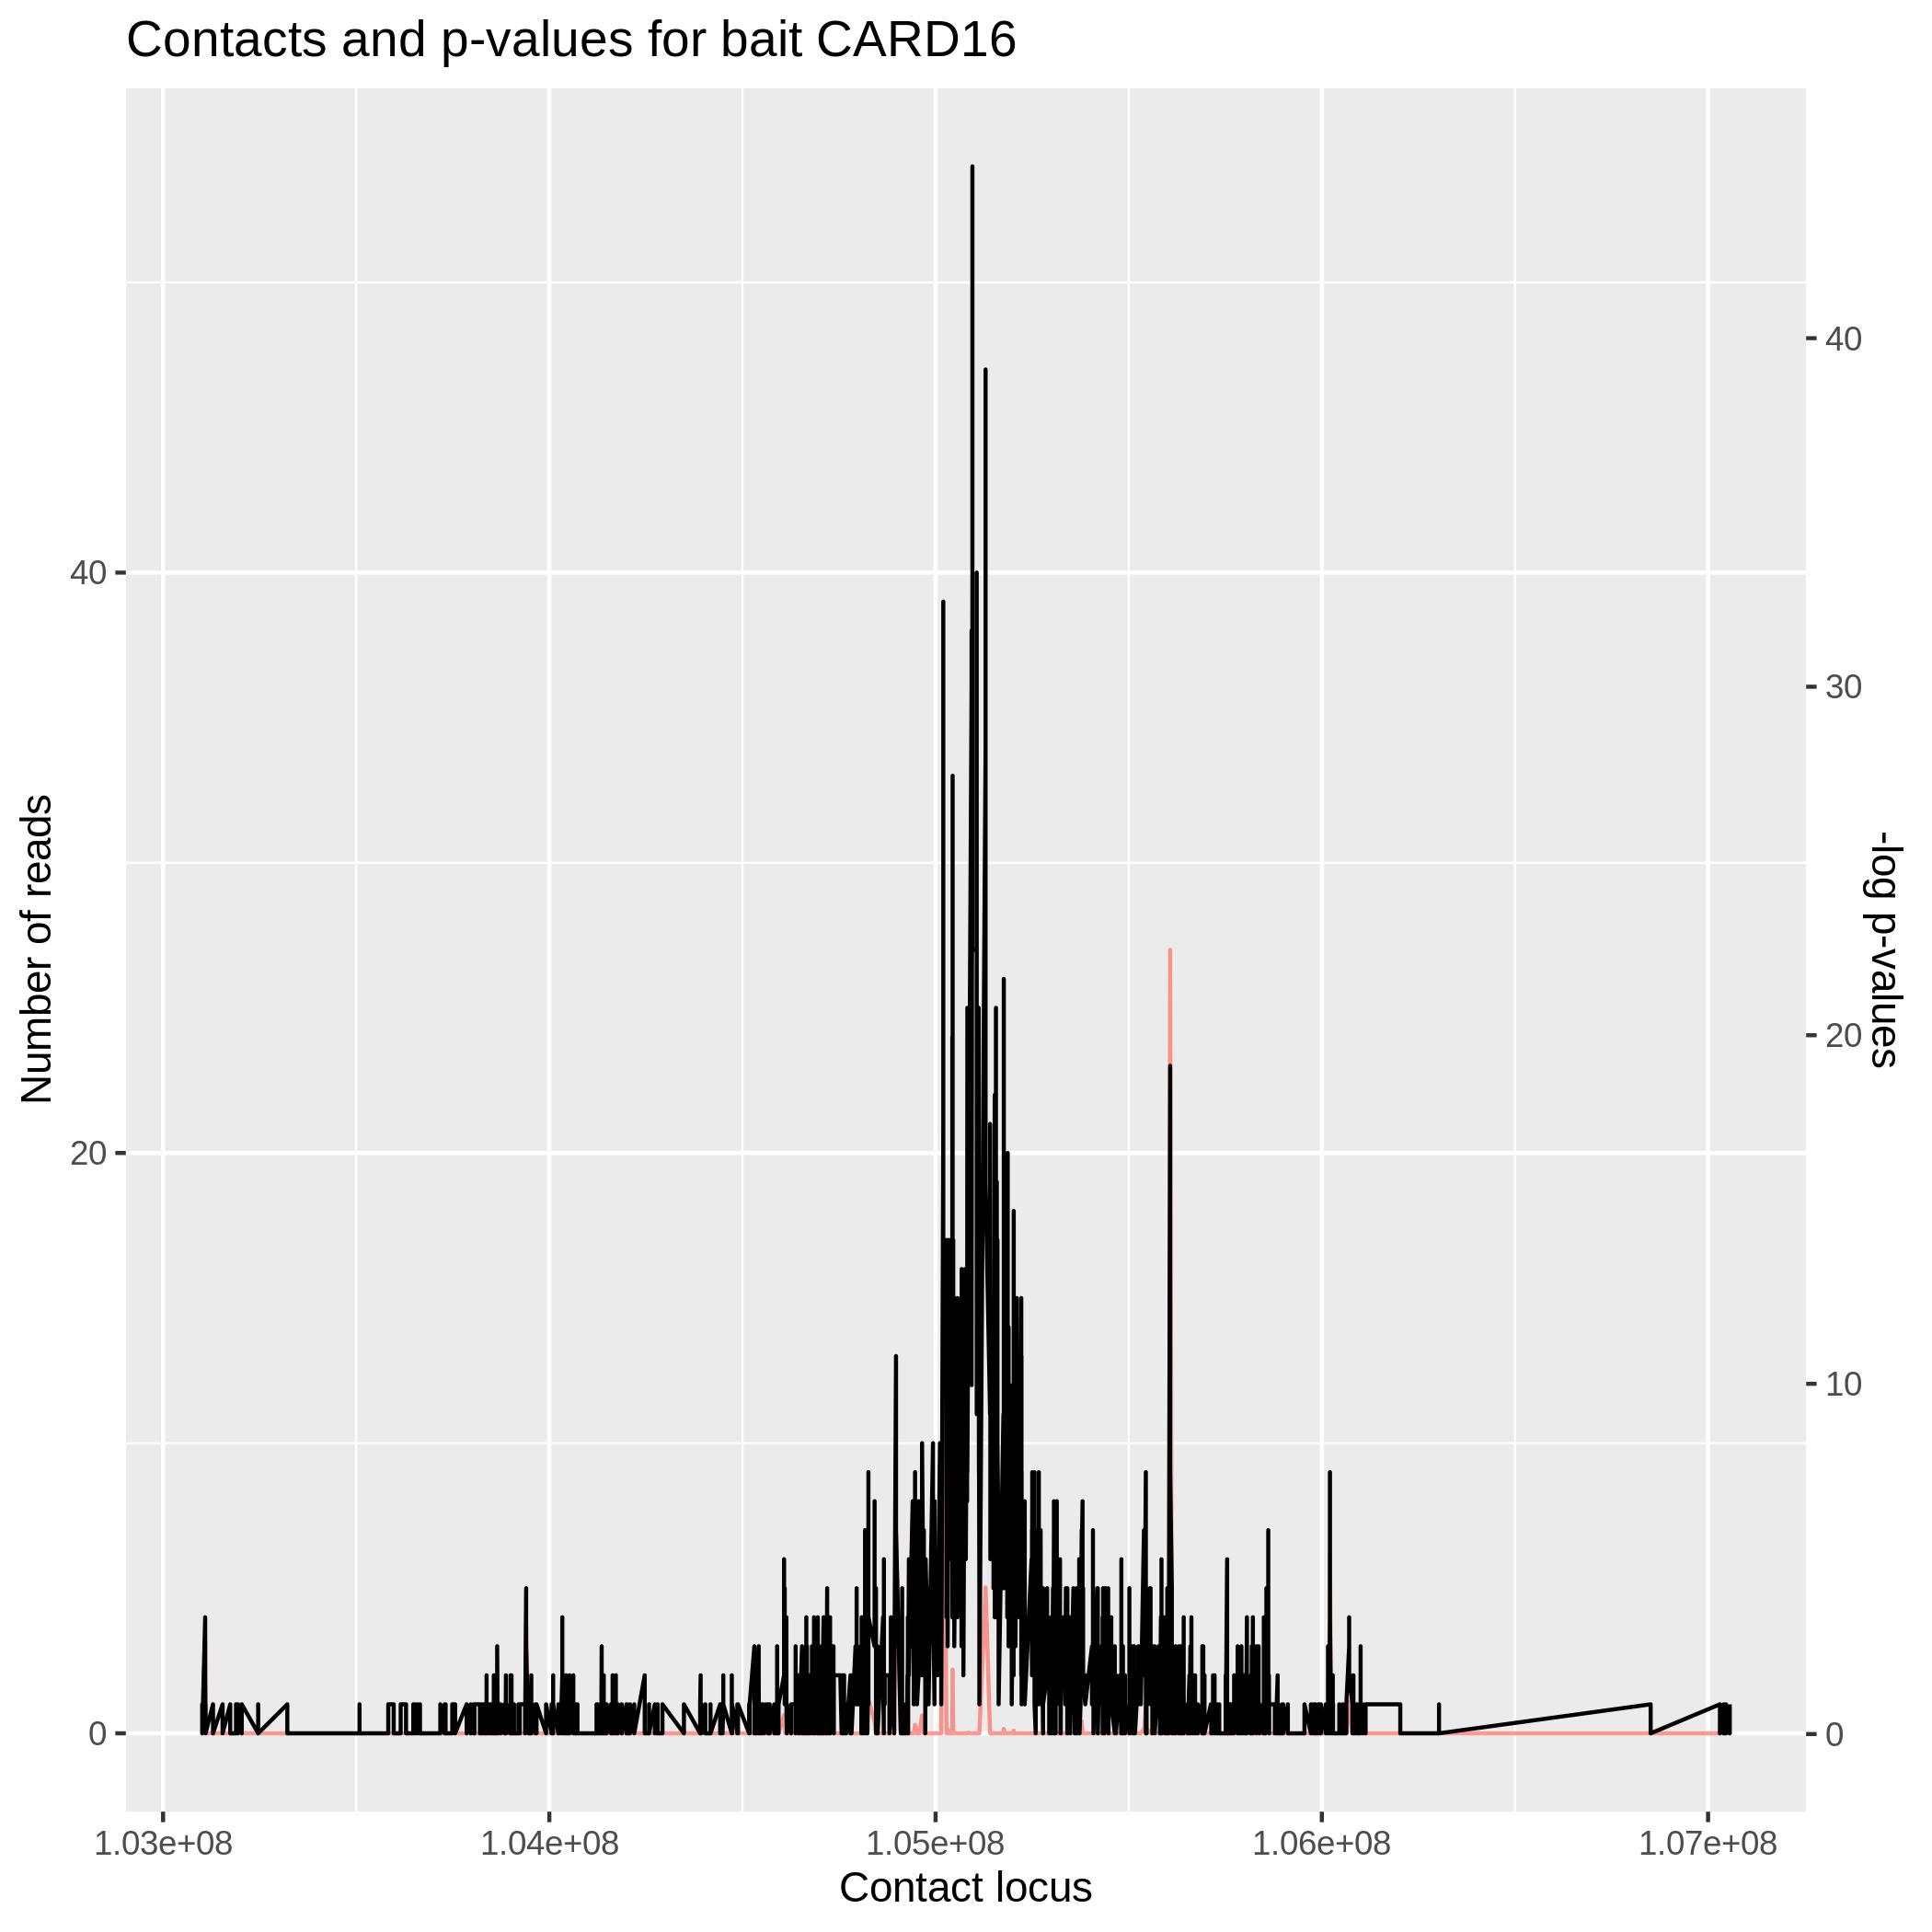 Contacts and p-values for bait CARD16
Number of reads
40
20
0
40
30
20
10
0
-log p-values
1.03e+08
1.04e+08
1.05e+08
1.06e+08
1.07e+08
Contact locus